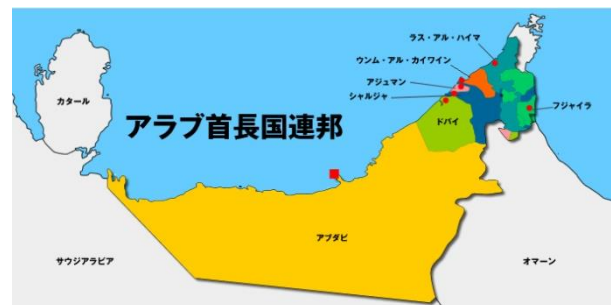 ラス・アル・ハイマ
ウンム・アル・カイワイン
アジュマン
シャルジャ
カタール
フジャイラ
アラブ首長国連邦
ドバイ
アブダビ
サウジアラビア
オマーン